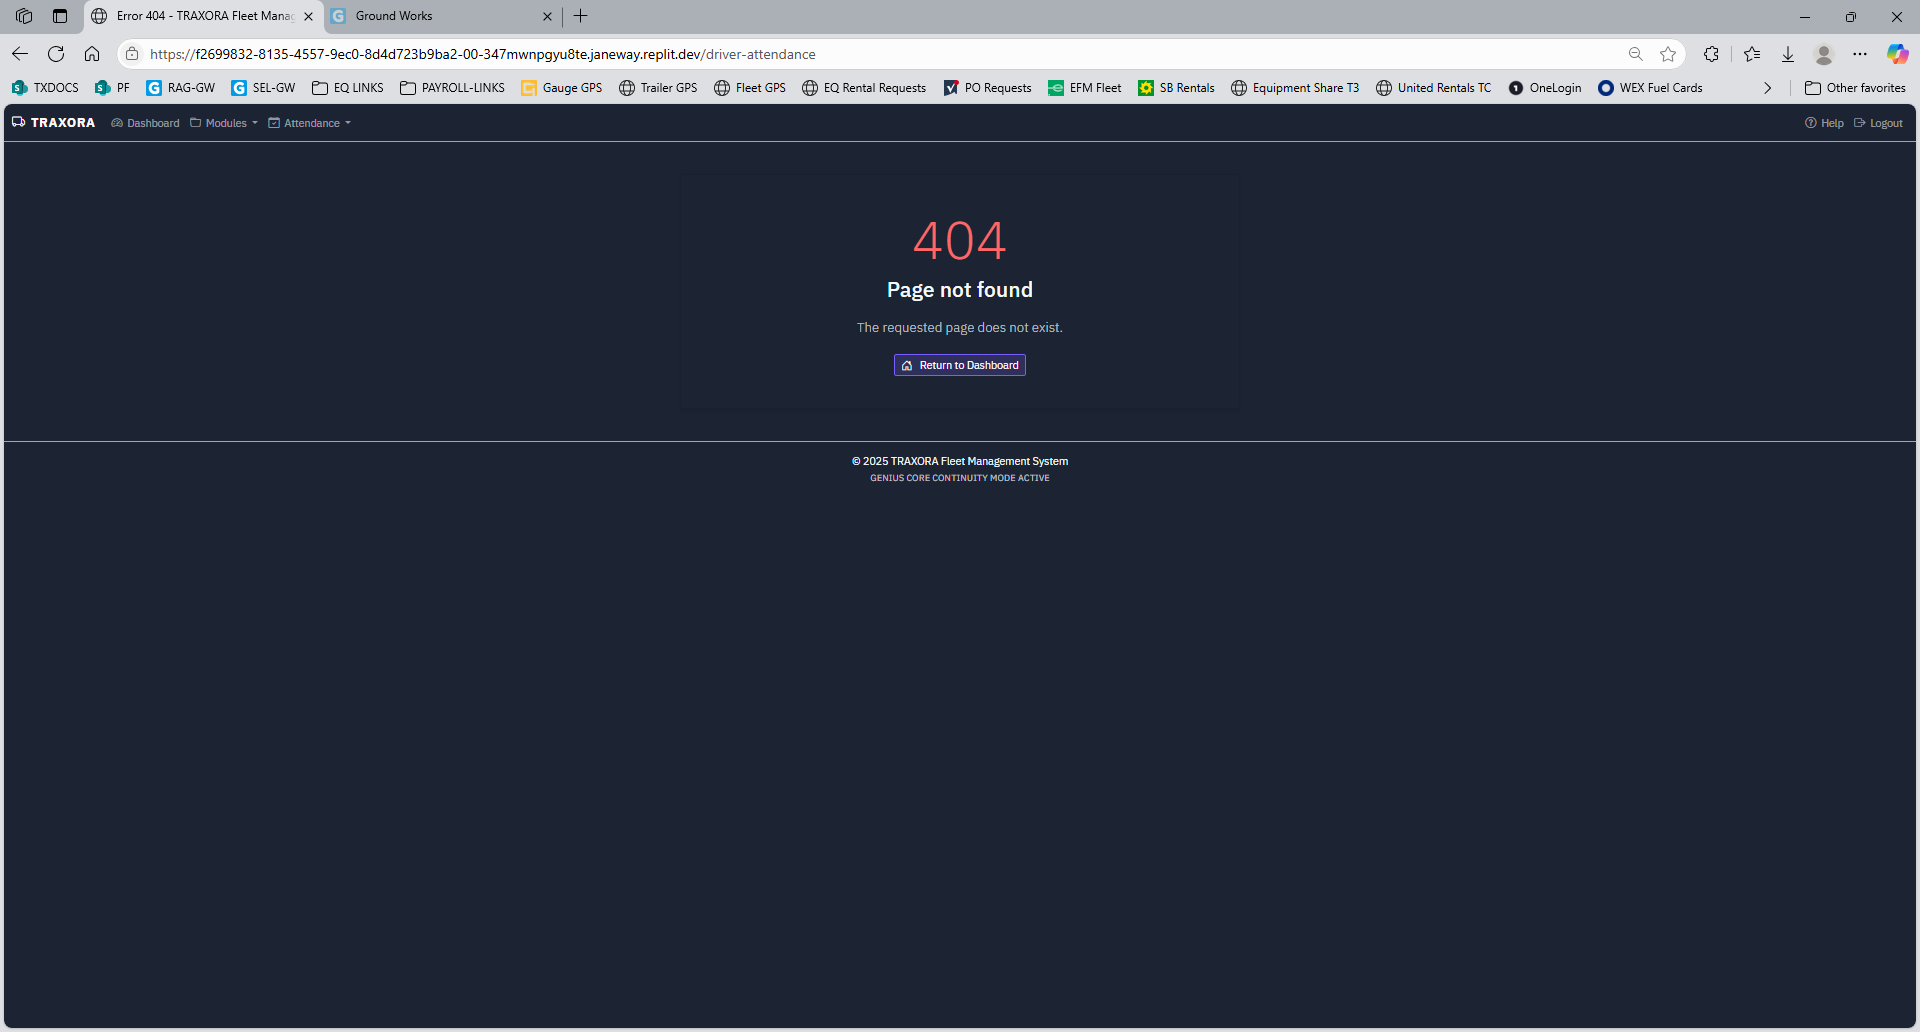 Error 404 - TRAXORA Fleet Manag
Ground Works
https://f2699832-8135-4557-9ec0-8d4d723b9ba2-00-347mwnpgyu8te.janeway.replit.dev/driver-attendance
TXDOCS PF RAG-GW SEL-GW EQ LINKS PAYROLL-LINKS Gauge GPS Trailer GPS Fleet GPS EQ Rental Requests PO Requests EFM Fleet SB Rentals Equipment Share T3 United Rentals TC OneLogin WEX Fuel Cards Other favorites
TRAXORA Dashboard Modules Attendance Help Logout
404
Page not found
The requested page does not exist.
Return to Dashboard
© 2025 TRAXORA Fleet Management System
GENIUS CORE CONTINUITY MODE ACTIVE